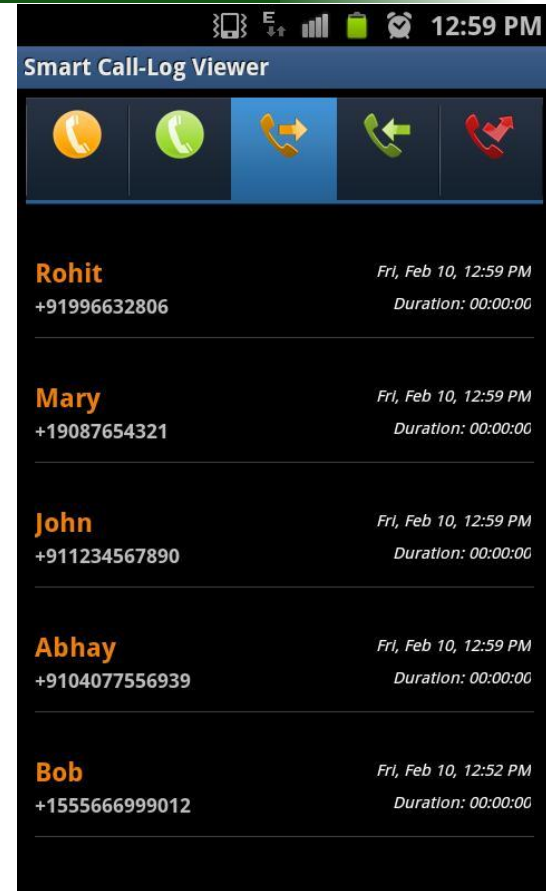 E
12:59 PM
Smart Call-Log Viewer
Rohit
Fri, Feb 10, 12:59 PM
+91996632806
Duration: 00:00:00
Mary
Fri, Feb 10, 12:59 PM
+19087654321
Duration: 00:00:00
John
Fri, Feb 10, 12:59 PM
+911234567890
Duration: 00:00:00
Abhay
Fri, Feb 10, 12:59 PM
+9104077556939
Duration: 00:00:00
Bob
Fri, Feb 10, 12:52 PM
+1555666999012
Duration: 00:00:00